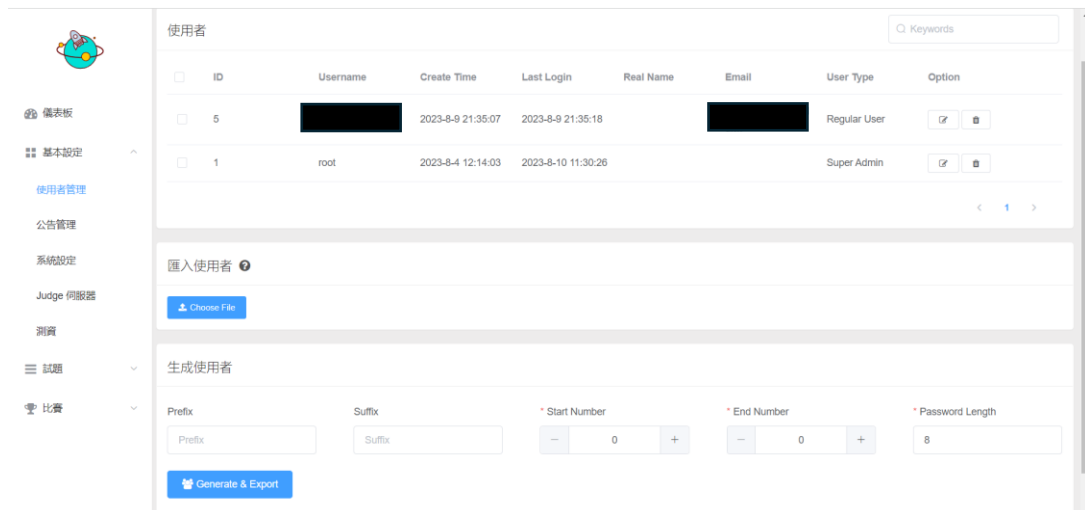 使用者
Keywords
ID Username Create Time Last Login Real Name Email User Type Option
5 2023-8-9 21:35:07 2023-8-9 21:35:18 Regular User
1 root 2023-8-4 12:14:03 2023-8-10 11:30:26 Super Admin
< 1 >
儀表板
基本設定
使用者管理
公告管理
系統設定
Judge 伺服器
測資
試題
比賽
匯入使用者
Choose File
生成使用者
Prefix Suffix * Start Number * End Number * Password Length
Prefix Suffix − 0 + − 0 + 8
Generate & Export